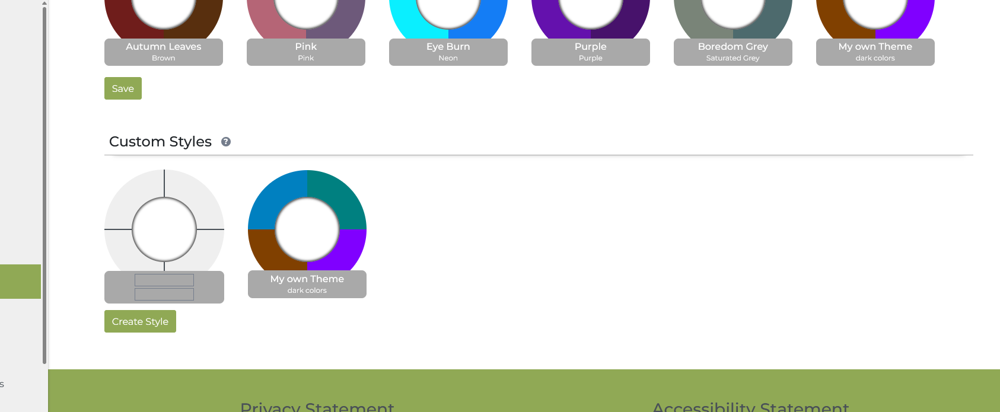 Autumn Leaves
Brown
Pink
Pink
Eye Burn
Neon
Purple
Purple
Boredom Grey
Saturated Grey
My own Theme
dark colors
Save
Custom Styles ?
My own Theme
dark colors
Create Style
s
Privacy Statement
Accessibility Statement